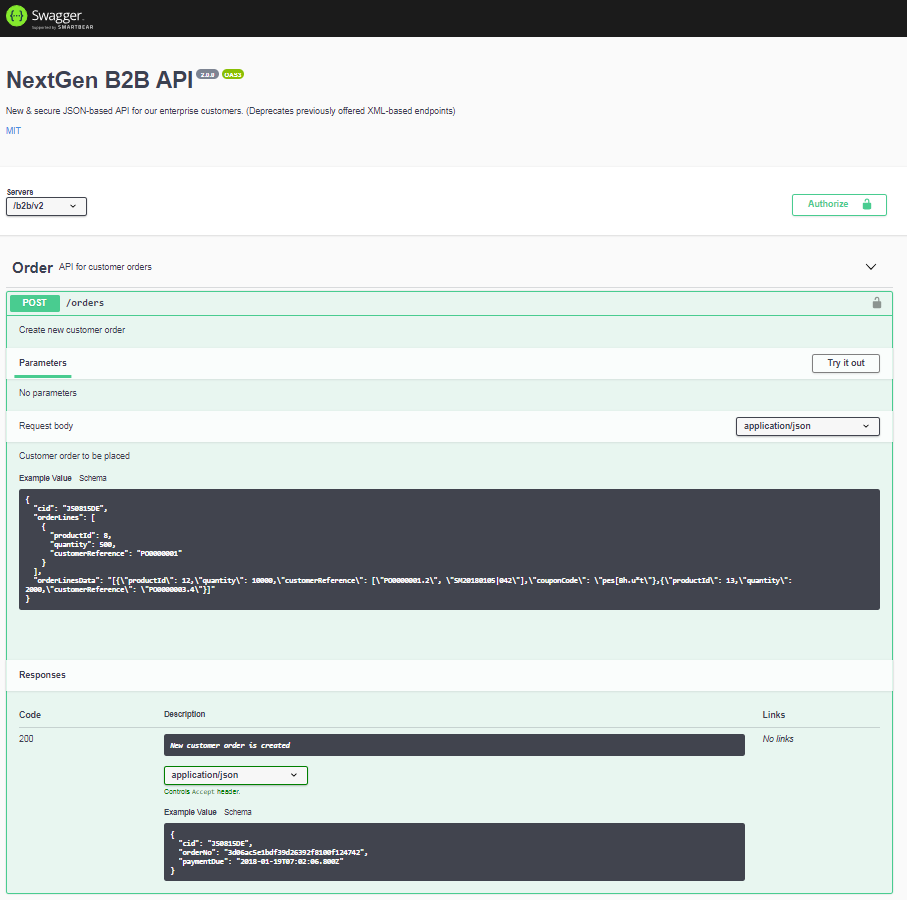 Swagger.
Supported by SMARTBEAR
NextGen B2B API 2.0.0 OAS3
New & secure JSON-based API for our enterprise customers. (Deprecates previously offered XML-based endpoints)
MIT
Servers
/b2b/v2
Authorize
Order API for customer orders
POST /orders
Create new customer order
Parameters
Try it out
No parameters
Request body
application/json
Customer order to be placed
Example Value Schema
{
  "cid": "350815DE",
  "orderLines": [
    {
      "productId": 8,
      "quantity": 500,
      "customerReference": "PO0000001"
    }
  ],
  "orderLinesData": "[{\"productId\": 12,\"quantity\": 10000,\"customerReference\": [\"PO0000001.2\", \"SM20180105|042\"],\"couponCode\": \"pes[Bh.u*t\"},{\"productId\": 13,\"quantity\":
2000,\"customerReference\": \"PO0000003.4\"}]"
}
Responses
Code Description Links
200
New customer order is created
No links
application/json
Controls Accept header.
Example Value Schema
{
  "cid": "350815DE",
  "orderNo": "3d06ac5e1bdf39d26392f8100f124742",
  "paymentDue": "2018-01-19T07:02:06.800Z"
}